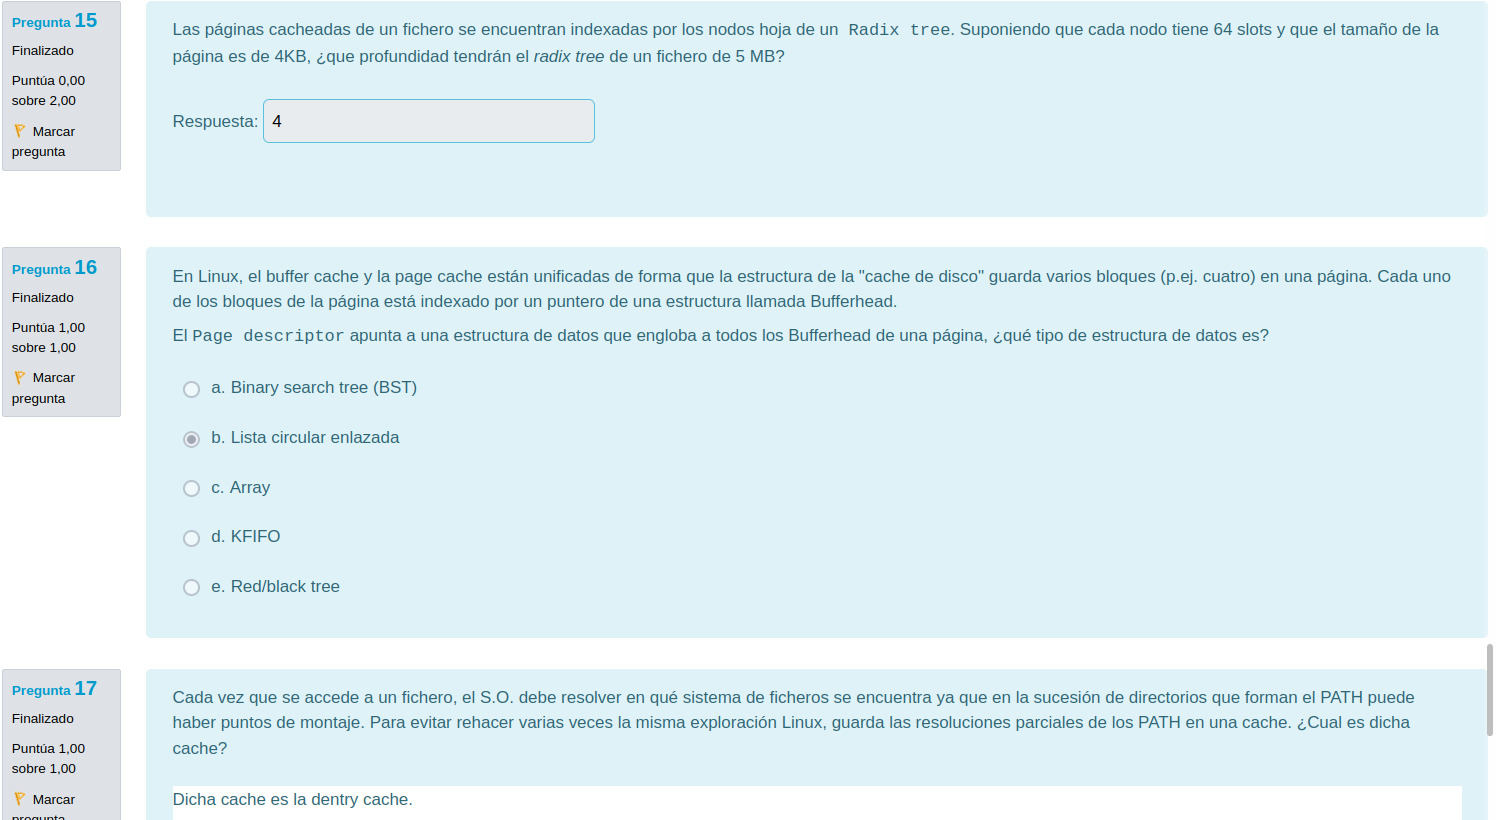 Pregunta 15
Finalizado
Puntúa 0,00
sobre 2,00
Marcar
pregunta
Las páginas cacheadas de un fichero se encuentran indexadas por los nodos hoja de un Radix tree. Suponiendo que cada nodo tiene 64 slots y que el tamaño de la
página es de 4KB, ¿que profundidad tendrán el radix tree de un fichero de 5 MB?
Respuesta: 4
Pregunta 16
Finalizado
Puntúa 1,00
sobre 1,00
Marcar
pregunta
En Linux, el buffer cache y la page cache están unificadas de forma que la estructura de la "cache de disco" guarda varios bloques (p.ej. cuatro) en una página. Cada uno
de los bloques de la página está indexado por un puntero de una estructura llamada Bufferhead.
El Page descriptor apunta a una estructura de datos que engloba a todos los Bufferhead de una página, ¿qué tipo de estructura de datos es?
a. Binary search tree (BST)
b. Lista circular enlazada
c. Array
d. KFIFO
e. Red/black tree
Pregunta 17
Finalizado
Puntúa 1,00
sobre 1,00
Marcar
pregunta
Cada vez que se accede a un fichero, el S.O. debe resolver en qué sistema de ficheros se encuentra ya que en la sucesión de directorios que forman el PATH puede
haber puntos de montaje. Para evitar rehacer varias veces la misma exploración Linux, guarda las resoluciones parciales de los PATH en una cache. ¿Cual es dicha
cache?
Dicha cache es la dentry cache.